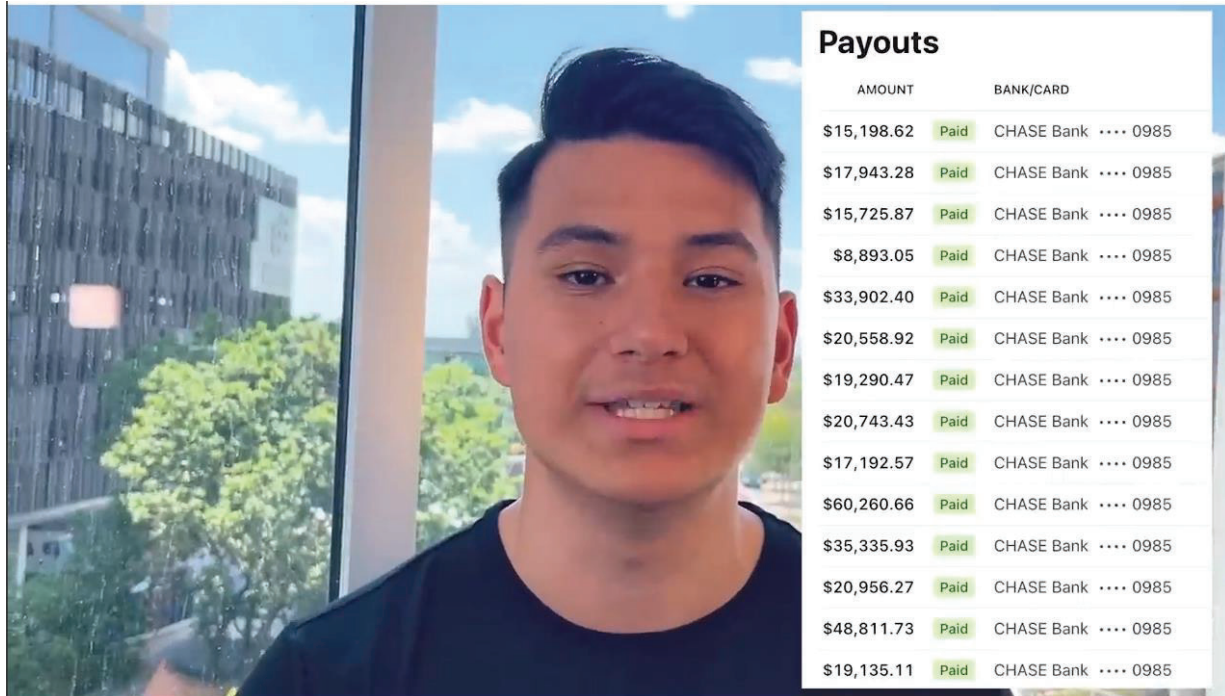 Payouts
AMOUNT BANK/CARD
$15,198.62 Paid CHASE Bank •••• 0985
$17,943.28 Paid CHASE Bank •••• 0985
$15,725.87 Paid CHASE Bank •••• 0985
$8,893.05 Paid CHASE Bank •••• 0985
$33,902.40 Paid CHASE Bank •••• 0985
$20,558.92 Paid CHASE Bank •••• 0985
$19,290.47 Paid CHASE Bank •••• 0985
$20,743.43 Paid CHASE Bank •••• 0985
$17,192.57 Paid CHASE Bank •••• 0985
$60,260.66 Paid CHASE Bank •••• 0985
$35,335.93 Paid CHASE Bank •••• 0985
$20,956.27 Paid CHASE Bank •••• 0985
$48,811.73 Paid CHASE Bank •••• 0985
$19,135.11 Paid CHASE Bank •••• 0985